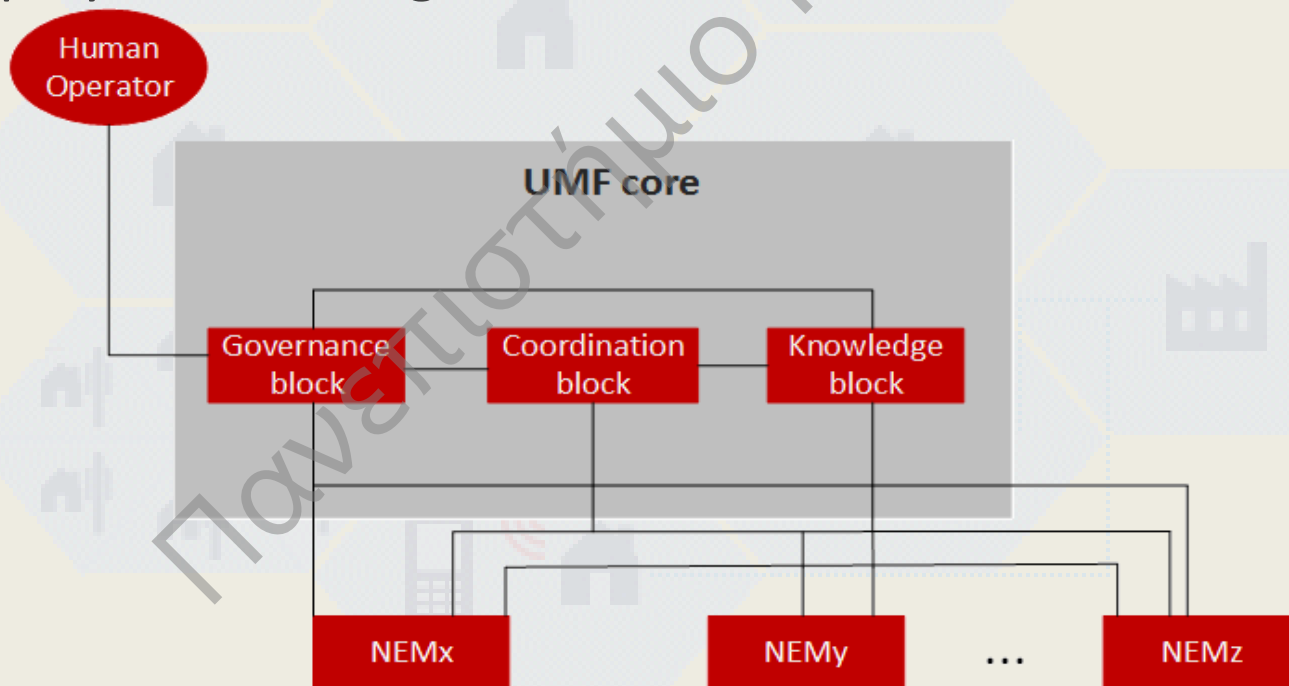 Human
Operator
UMF core
Governance
block
Coordination
block
Knowledge
block
NEMx
NEMy
...
NEMz
Πανεπιστήμιο